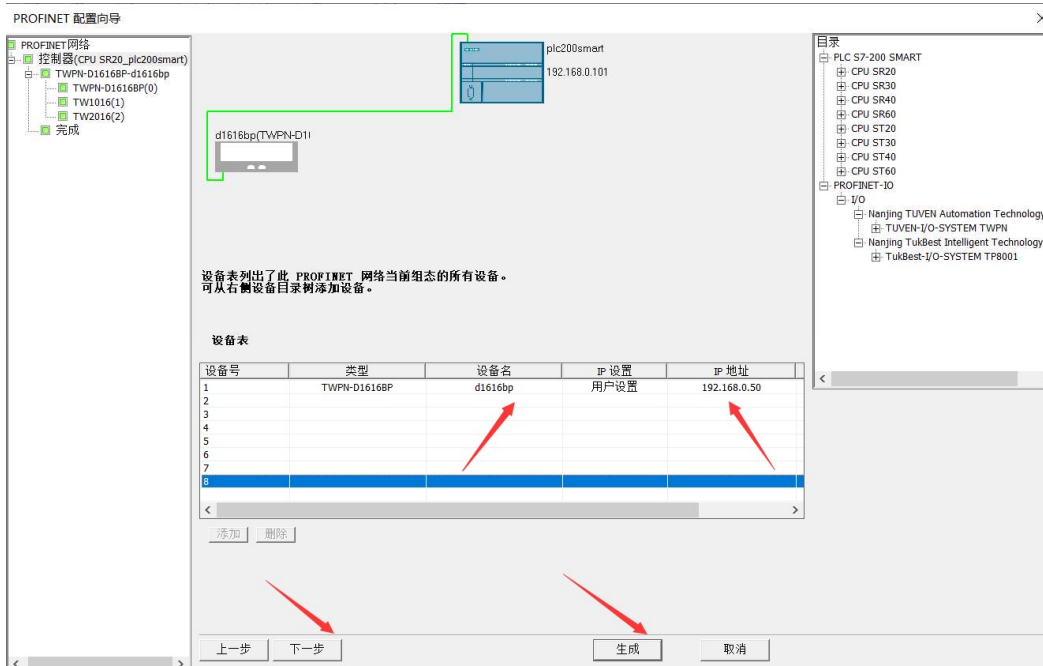 PROFINET 配置向导
PROFINET网络
控制器(CPU SR20_plc200smart)
TWPN-D1616BP-d1616bp
TWPN-D1616BP(0)
TW1016(1)
TW2016(2)
完成
plc200smart
192.168.0.101
d1616bp(TWPN-D1
设备表列出了此 PROFINET 网络当前组态的所有设备。
可从右侧设备目录树添加设备。
设备表
设备号 类型 设备名 IP 设置 IP 地址
1 TWPN-D1616BP d1616bp 用户设置 192.168.0.50
2
3
4
5
6
7
8
添加 删除
上一步 下一步 生成 取消
目录
PLC S7-200 SMART
CPU SR20
CPU SR30
CPU SR40
CPU SR60
CPU ST20
CPU ST30
CPU ST40
CPU ST60
PROFINET-IO
I/O
Nanjing TUVEN Automation Technology
TUVEN-I/O-SYSTEM TWPN
Nanjing TukBest Intelligent Technology
TukBest-I/O-SYSTEM TP8001